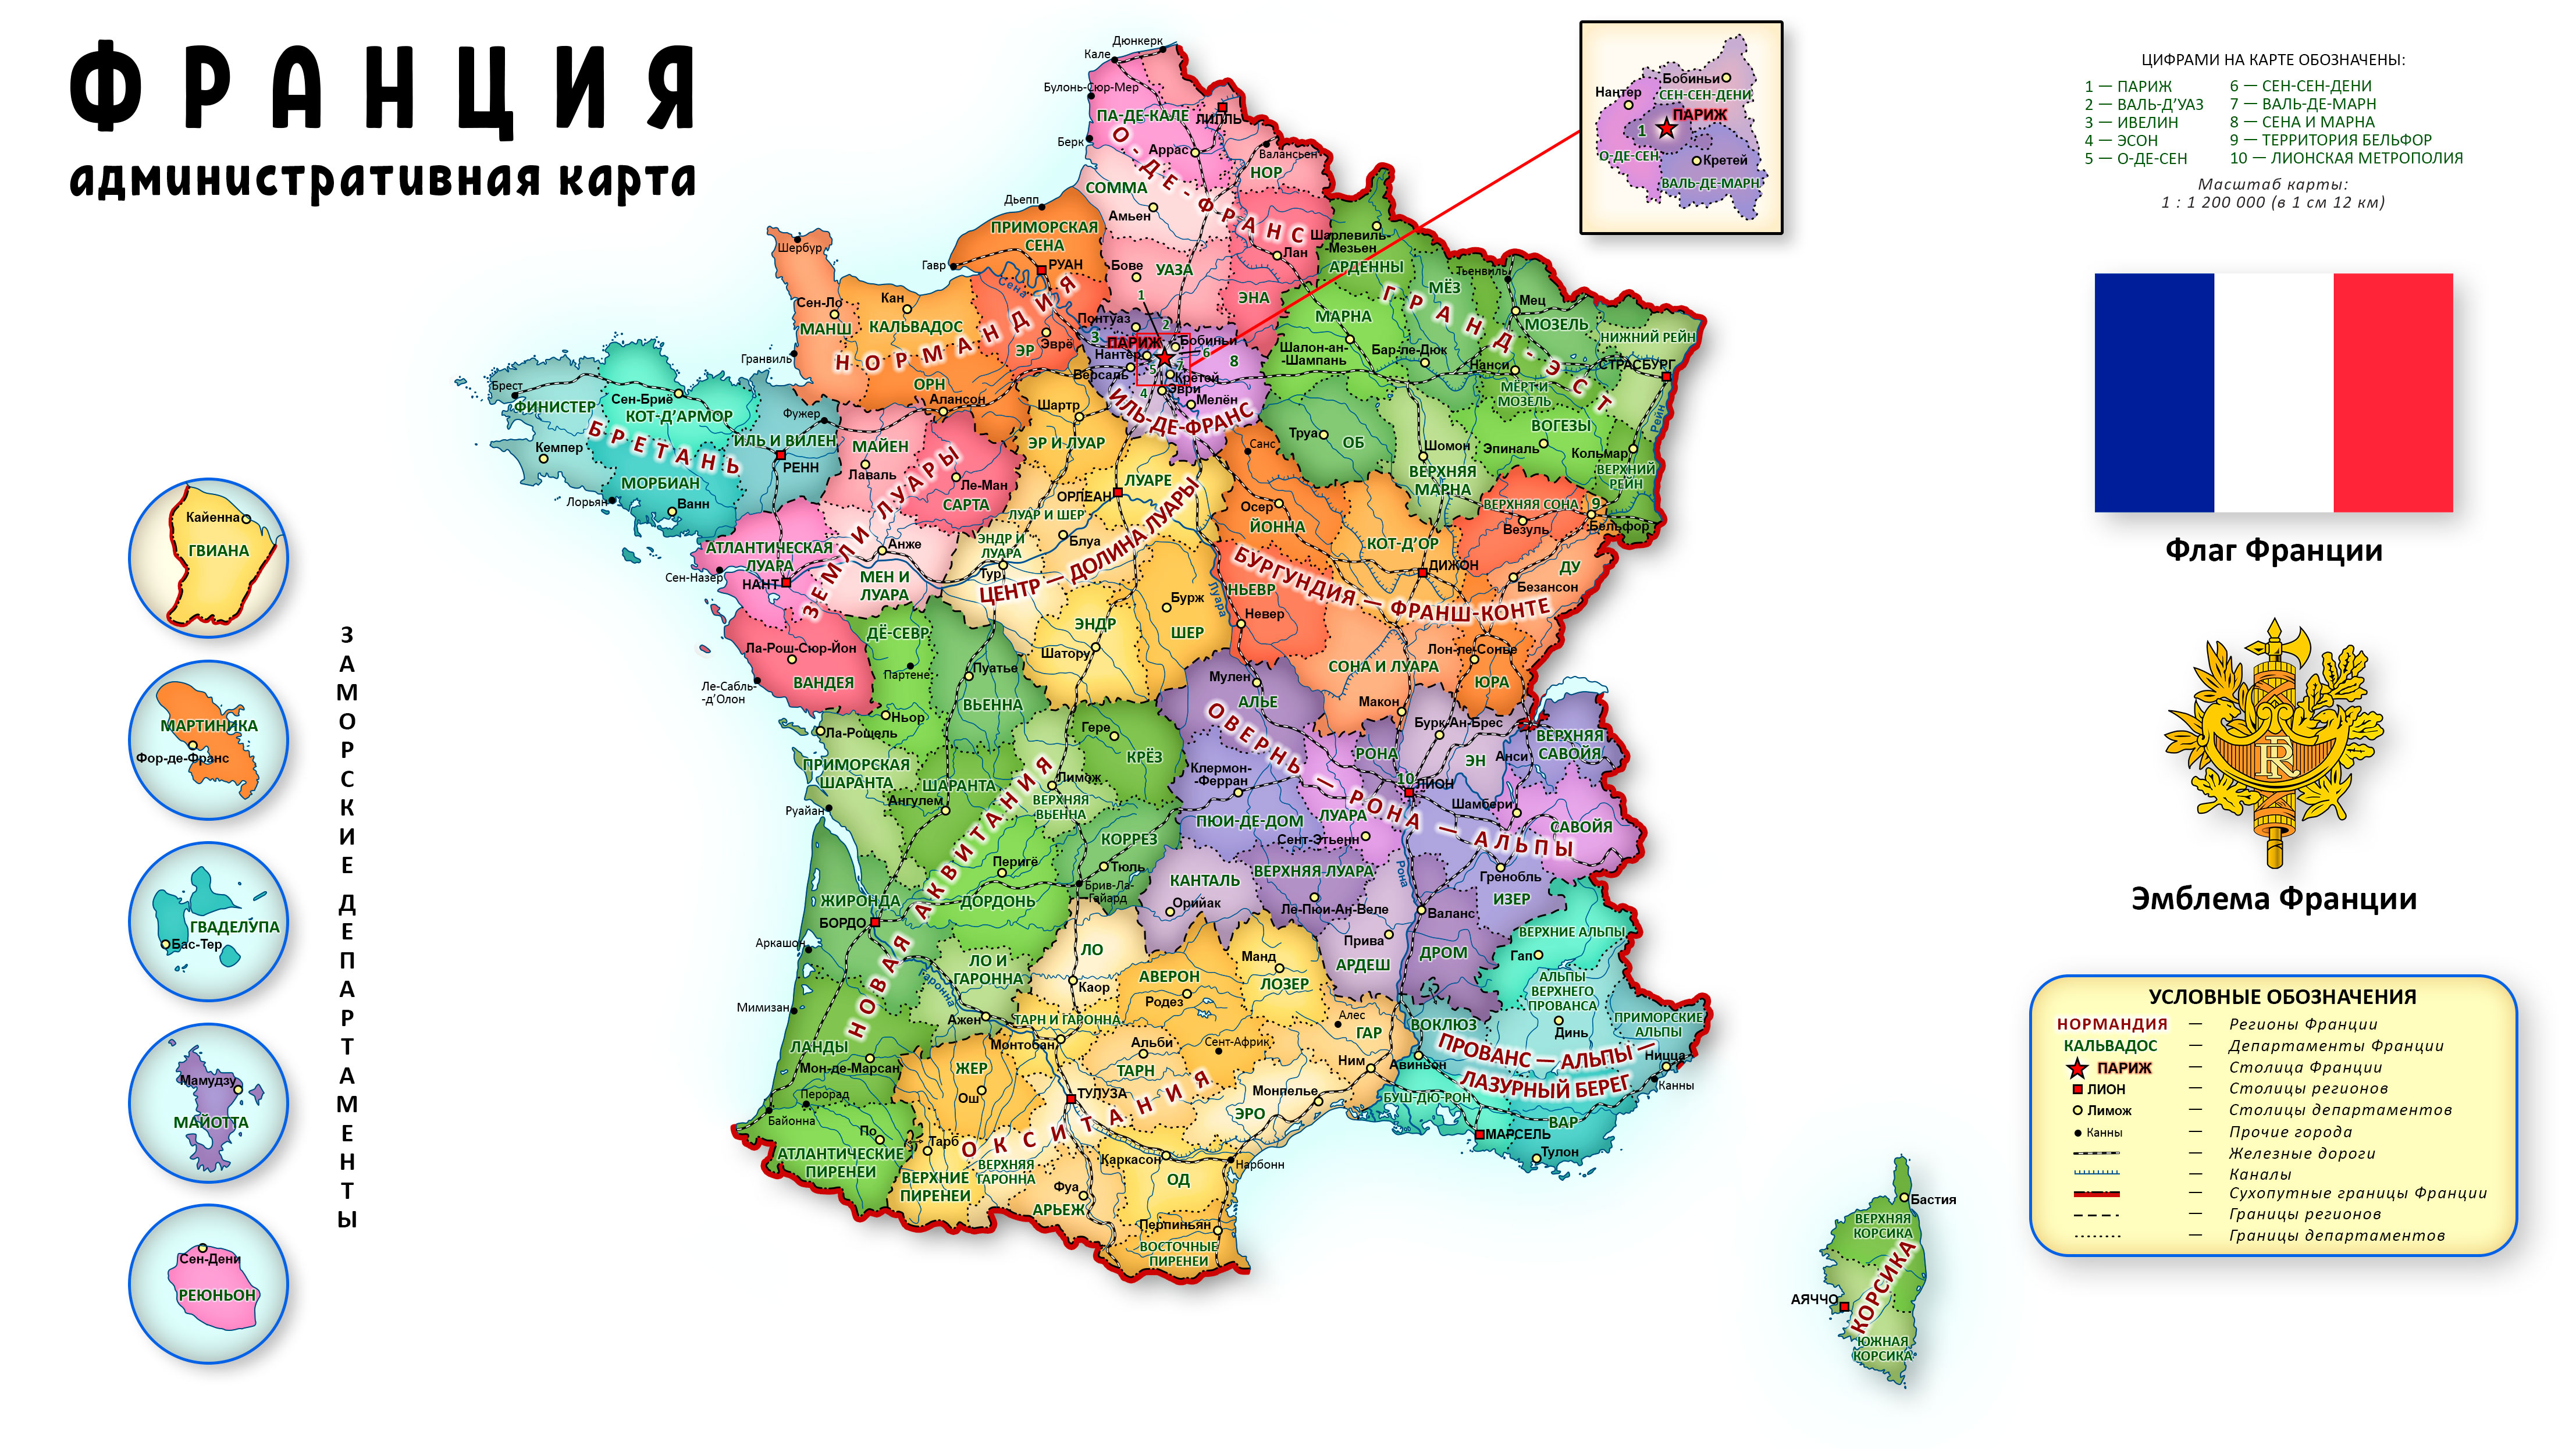 ФРАНЦИЯ
административная карта
ЦИФРАМИ НА КАРТЕ ОБОЗНАЧЕНЫ:
1 — ПАРИЖ
2 — ВАЛЬ-Д'УАЗ
3 — ИВЕЛИН
4 — ЭСОН
5 — О-ДЕ-СЕН
6 — СЕН-СЕН-ДЕНИ
7 — ВАЛЬ-ДЕ-МАРН
8 — СЕНА И МАРНА
9 — ТЕРРИТОРИЯ БЕЛЬФОР
10 — ЛИОНСКАЯ МЕТРОПОЛИЯ
Масштаб карты:
1 : 1 200 000 (в 1 см 12 км)
Бобиньи
Нантер
СЕН-СЕН-ДЕНИ
ПАРИЖ
1
О-ДЕ-СЕН
Кретей
ВАЛЬ-ДЕ-МАРН
Флаг Франции
RF
Эмблема Франции
УСЛОВНЫЕ ОБОЗНАЧЕНИЯ
НОРМАНДИЯ — Регионы Франции
КАЛЬВАДОС — Департаменты Франции
ПАРИЖ — Столица Франции
ЛИОН — Столицы регионов
Лимож — Столицы департаментов
Канны — Прочие города
— Железные дороги
— Каналы
— Сухопутные границы Франции
— Границы регионов
— Границы департаментов
ЗАМОРСКИЕ ДЕПАРТАМЕНТЫ
Кайенна
ГВИАНА
МАРТИНИКА
Фор-де-Франс
ГВАДЕЛУПА
Бас-Тер
Мамудзу
МАЙОТТА
Сен-Дени
РЕЮНЬОН
О-ДЕ-ФРАНС
Дюнкерк
Кале
Булонь-Сюр-Мер
ПА-ДЕ-КАЛЕ
ЛИЛЛЬ
Берк
Аррас
Валансьен
НОР
СОММА
Амьен
Бове
УАЗА
Лан
ЭНА
НОРМАНДИЯ
Дьепп
ПРИМОРСКАЯ
СЕНА
Гавр
РУАН
Сена
Шербур
Сен-Ло
МАНШ
Кан
КАЛЬВАДОС
ЭР
Эврё
Гранвиль
ОРН
Алансон
ИЛЬ-ДЕ-ФРАНС
1
2
3
4
5
6
7
8
Понтуаз
ПАРИЖ
Бобиньи
Нантер
Версаль
Кретей
Эври
Мелён
ГРАНД-ЭСТ
Шарлевиль-
-Мезьен
АРДЕННЫ
Тьенвиль
МЁЗ
Мец
МОЗЕЛЬ
МАРНА
НИЖНИЙ РЕЙН
Шалон-ан-
-Шампань
Бар-ле-Дюк
Нанси
СТРАСБУРГ
МЁРТ И
МОЗЕЛЬ
Рейн
Труа
ОБ
ВОГЕЗЫ
Шомон
Эпиналь
Кольмар
ВЕРХНЯЯ
МАРНА
ВЕРХНИЙ
РЕЙН
БРЕТАНЬ
Брест
ФИНИСТЕР
Кемпер
Сен-Бриё
КОТ-Д'АРМОР
Фужер
ИЛЬ И ВИЛЕН
РЕНН
МОРБИАН
Лорьян
Ванн
ЗЕМЛИ ЛУАРЫ
МАЙЕН
Лаваль
Ле-Ман
САРТА
АТЛАНТИЧЕСКАЯ
ЛУАРА
Сен-Назер
НАНТ
Анже
МЕН И
ЛУАРА
Ла-Рош-Сюр-Йон
ВАНДЕЯ
Ле-Сабль-
-д'Олон
ЦЕНТР — ДОЛИНА ЛУАРЫ
Шартр
ЭР И ЛУАР
ЛУАРЕ
ОРЛЕАН
ЛУАР И ШЕР
Блуа
ЭНДР И
ЛУАРА
Тур
Бурж
ЭНДР
ШЕР
Шатору
Луара
БУРГУНДИЯ — ФРАНШ-КОНТЕ
Санс
Осер
ЙОННА
КОТ-Д'ОР
ДИЖОН
ВЕРХНЯЯ СОНА
Везуль
9
Бельфор
ДУ
Безансон
НЬЕВР
Невер
СОНА И ЛУАРА
Лон-ле-Сонье
ЮРА
Макон
НОВАЯ АКВИТАНИЯ
ДЁ-СЕВР
Партене
Пуатье
ВЬЕННА
Ньор
Ла-Рошель
ПРИМОРСКАЯ
ШАРАНТА
ШАРАНТА
Ангулем
Руайан
Гере
КРЁЗ
Лимож
ВЕРХНЯЯ
ВЬЕННА
КОРРЕЗ
Тюль
Брив-Ла-
-Гайард
Перигё
ДОРДОНЬ
ЖИРОНДА
БОРДО
Аркашон
Гаронна
ЛО И
ГАРОННА
Ажен
Мимизан
ЛАНДЫ
Мон-де-Марсан
Перорад
Байонна
По
АТЛАНТИЧЕСКИЕ
ПИРЕНЕИ
ОВЕРНЬ — РОНА — АЛЬПЫ
Мулен
АЛЬЕ
Бурк-Ан-Брес
РОНА
ЭН
Анси
ВЕРХНЯЯ
САВОЙЯ
Клермон-
-Ферран
10
ЛИОН
ПЮИ-ДЕ-ДОМ
ЛУАРА
Сент-Этьенн
Шамбери
САВОЙЯ
Рона
Гренобль
ИЗЕР
КАНТАЛЬ
Орийак
ВЕРХНЯЯ ЛУАРА
Ле-Пюи-Ан-Веле
Валанс
Прива
АРДЕШ
ДРОМ
ОКСИТАНИЯ
ЛО
Каор
АВЕРОН
Родез
Манд
ЛОЗЕР
Алес
ГАР
Ним
ТАРН И ГАРОННА
Монтобан
Альби
ТАРН
Сент-Африк
ЖЕР
Ош
ТУЛУЗА
Монпелье
ЭРО
Тарб
ВЕРХНИЕ
ПИРЕНЕИ
ВЕРХНЯЯ
ГАРОННА
Каркасон
Нарбонн
ОД
Фуа
АРЬЕЖ
Перпиньян
ВОСТОЧНЫЕ
ПИРЕНЕИ
ПРОВАНС — АЛЬПЫ —
ЛАЗУРНЫЙ БЕРЕГ
ВЕРХНИЕ АЛЬПЫ
Гап
АЛЬПЫ
ВЕРХНЕГО
ПРОВАНСА
Динь
ПРИМОРСКИЕ
АЛЬПЫ
ВОКЛЮЗ
Авиньон
Ницца
Канны
БУШ-ДЮ-РОН
МАРСЕЛЬ
ВАР
Тулон
КОРСИКА
Бастия
ВЕРХНЯЯ
КОРСИКА
АЯЧЧО
ЮЖНАЯ
КОРСИКА